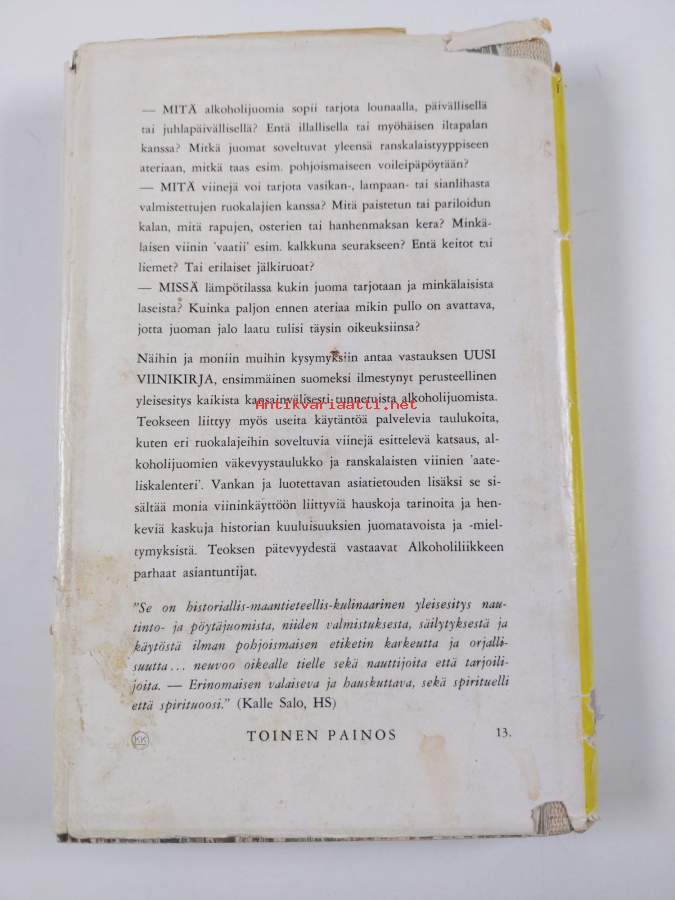 — MITÄ alkoholijuomia sopii tarjota lounaalla, päivällisellä
tai juhlapäivällisellä? Entä illallisella tai myöhäisen iltapalan
kanssa? Mitkä juomat soveltuvat yleensä ranskalaistyyppiseen
ateriaan, mitkä taas esim. pohjoismaiseen voileipäpöytään?
— MITÄ viinejä voi tarjota vasikan-, lampaan- tai sianlihasta
valmistettujen ruokalajien kanssa? Mitä paistetun tai pariloidun
kalan, mitä rapujen, osterien tai hanhenmaksan kera? Minkä-
laisen viinin 'vaatii' esim. kalkkuna seurakseen? Entä keitot tai
liemet? Tai erilaiset jälkiruoat?
— MISSÄ lämpötilassa kukin juoma tarjotaan ja minkälaisista
laseista? Kuinka paljon ennen ateriaa mikin pullo on avattava,
jotta juoman jalo laatu tulisi täysin oikeuksiinsa?
Näihin ja moniin muihin kysymyksiin antaa vastauksen UUSI
VIINIKIRJA, ensimmäinen suomeksi ilmestynyt perusteellinen
yleisesitys kaikista kansainvälisesti tunnetuista alkoholijuomista.
Antikvariaatti.net
Teokseen liittyy myös useita käytäntöä palvelevia taulukoita,
kuten eri ruokalajeihin soveltuvia viinejä esittelevä katsaus, al-
koholijuomien väkevyystaulukko ja ranskalaisten viinien 'aate-
liskalenteri'. Vankan ja luotettavan asiatietouden lisäksi se si-
sältää monia viininkäyttöön liittyviä hauskoja tarinoita ja hen-
keviä kaskuja historian kuuluisuuksien juomatavoista ja -miel-
tymyksistä. Teoksen pätevyydestä vastaavat Alkoholiliikkeen
parhaat asiantuntijat.
"Se on historiallis-maantieteellis-kulinaarinen yleisesitys nau-
tinto- ja pöytäjuomista, niiden valmistuksesta, säilytyksestä ja
käytöstä ilman pohjoismaisen etiketin karkeutta ja orjalli-
suutta... neuvoo oikealle tielle sekä nauttijoita että tarjoili-
joita. — Erinomaisen valaiseva ja hauskuttava, sekä spirituelli
että spirituoosi." (Kalle Salo, HS)
KK TOINEN PAINOS 13.